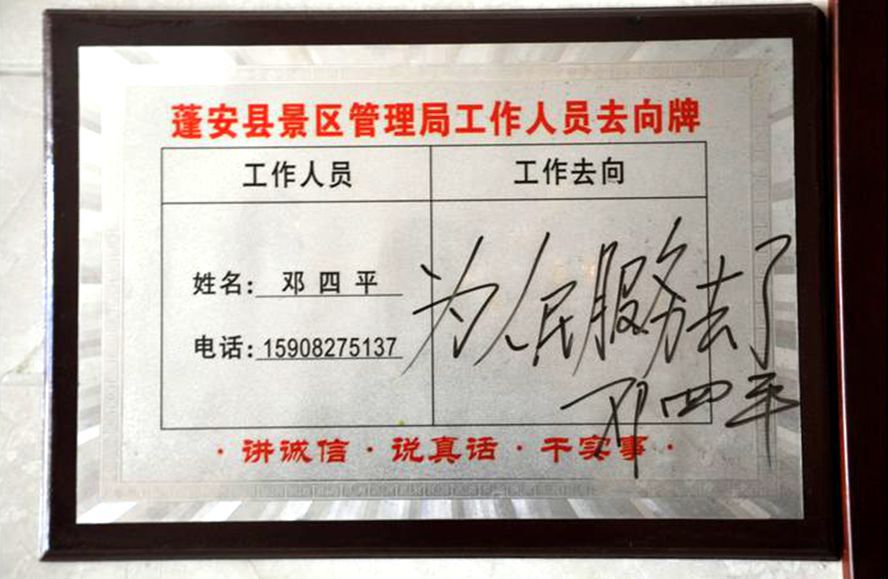 蓬安县景区管理局工作人员去向牌
工作人员 工作去向
姓名: 邓四平
电话: 15908275137
为人民服务去了
邓四平
·讲诚信·说真话·干实事·